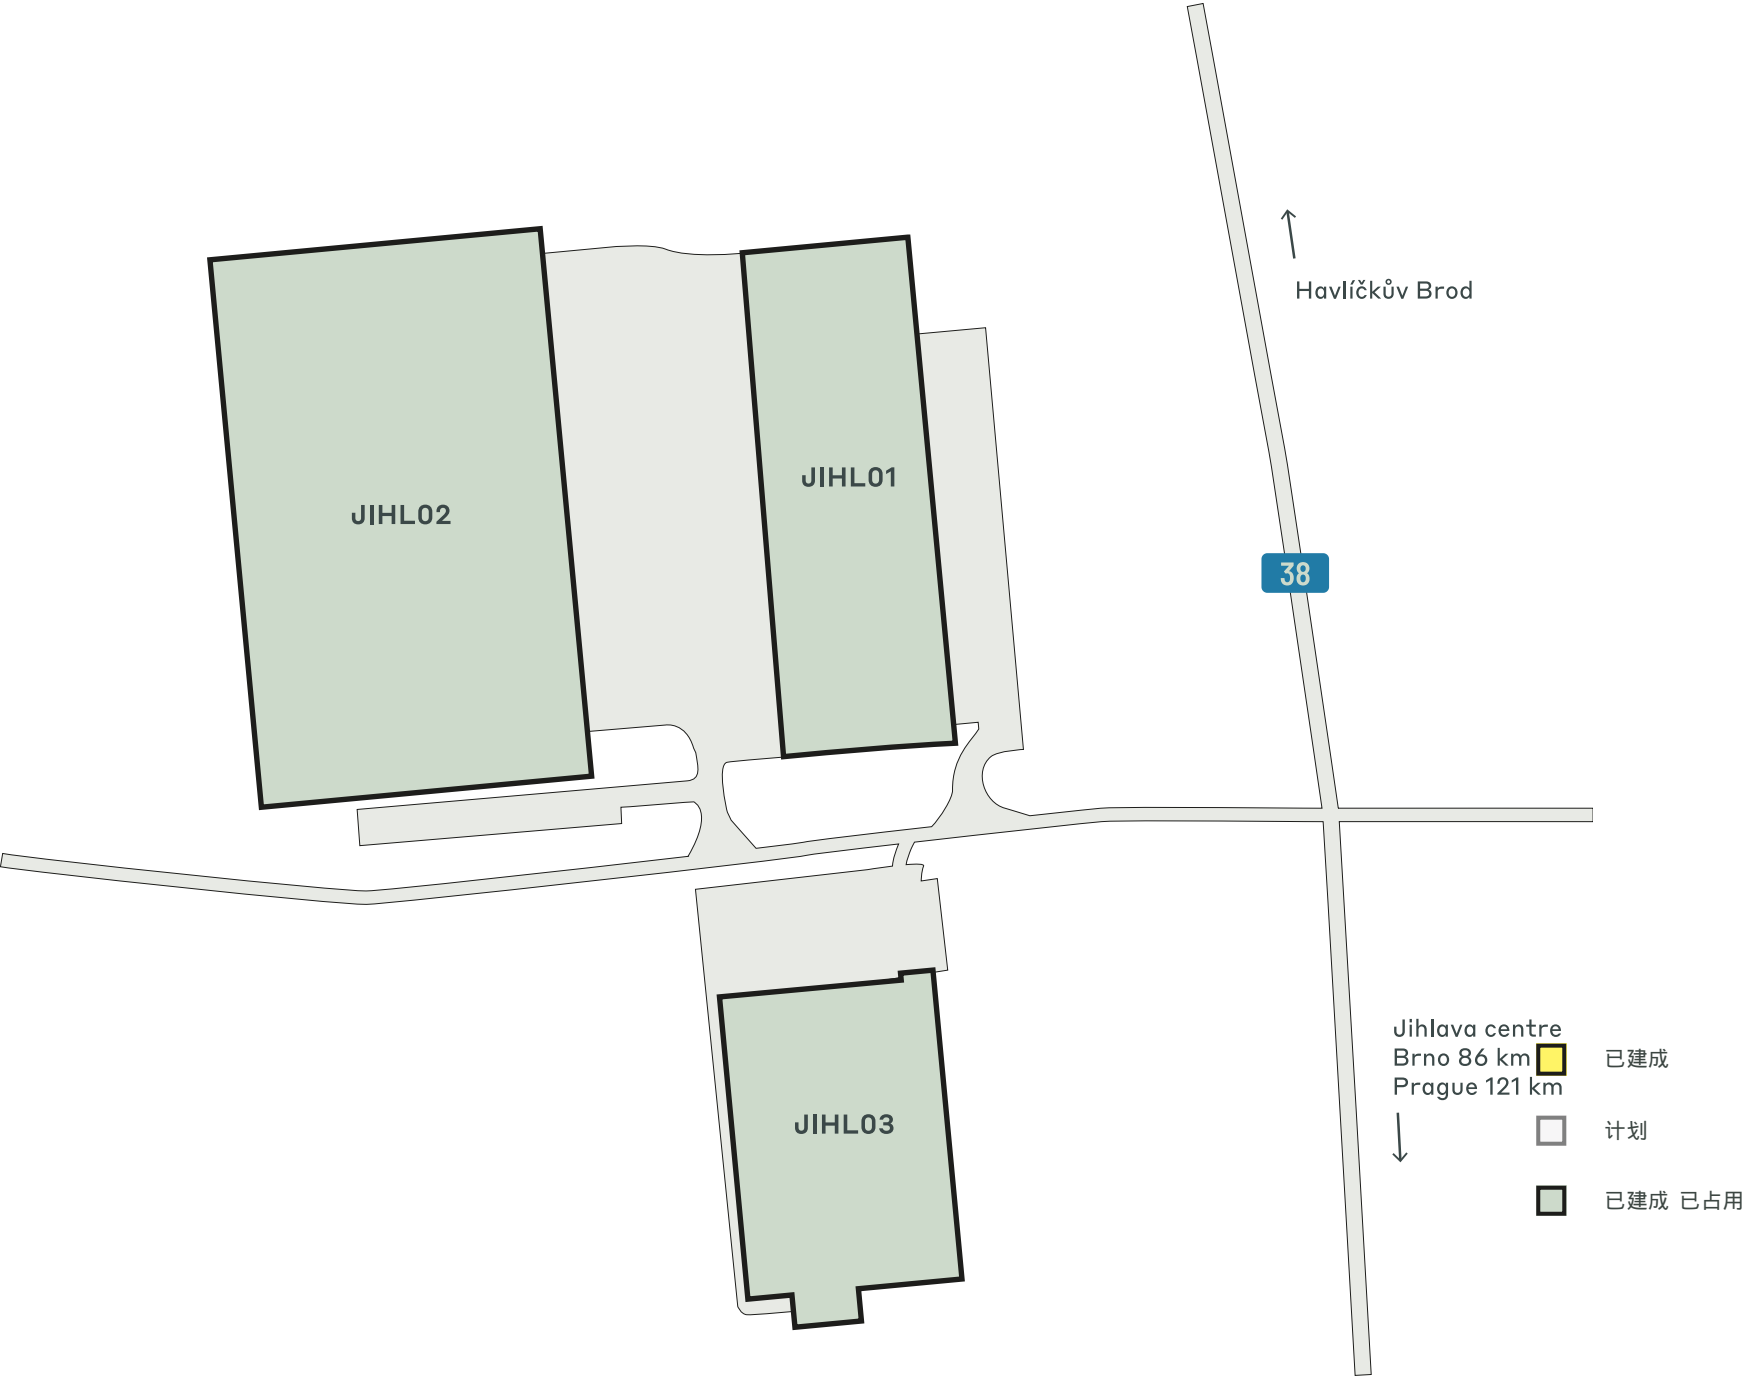 Havlíčkův Brod
JIHL01
JIHL02
38
Jihlava centre
Brno 86 km
Prague 121 km
已建成
计划
已建成 已占用
JIHL03